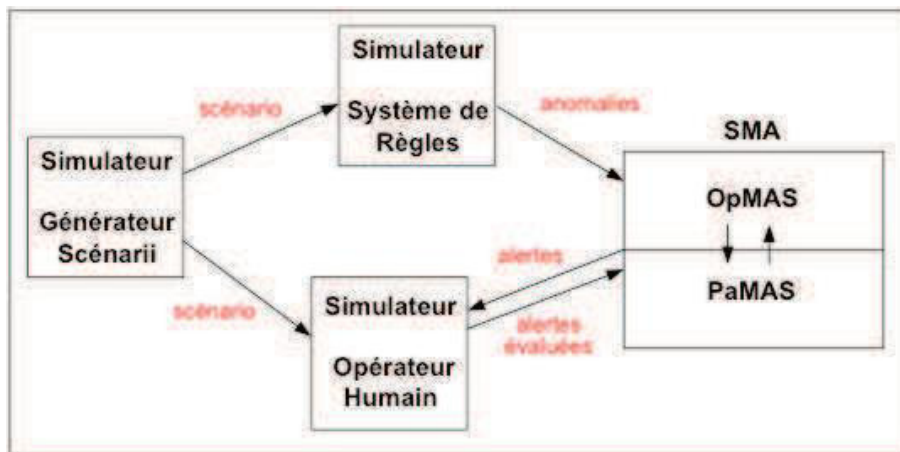 Simulateur
Système de
Règles
scénario
anomalies
SMA
Simulateur
Générateur
Scénarii
OpMAS
PaMAS
alertes
scénario
Simulateur
Opérateur
Humain
alertes
évaluées